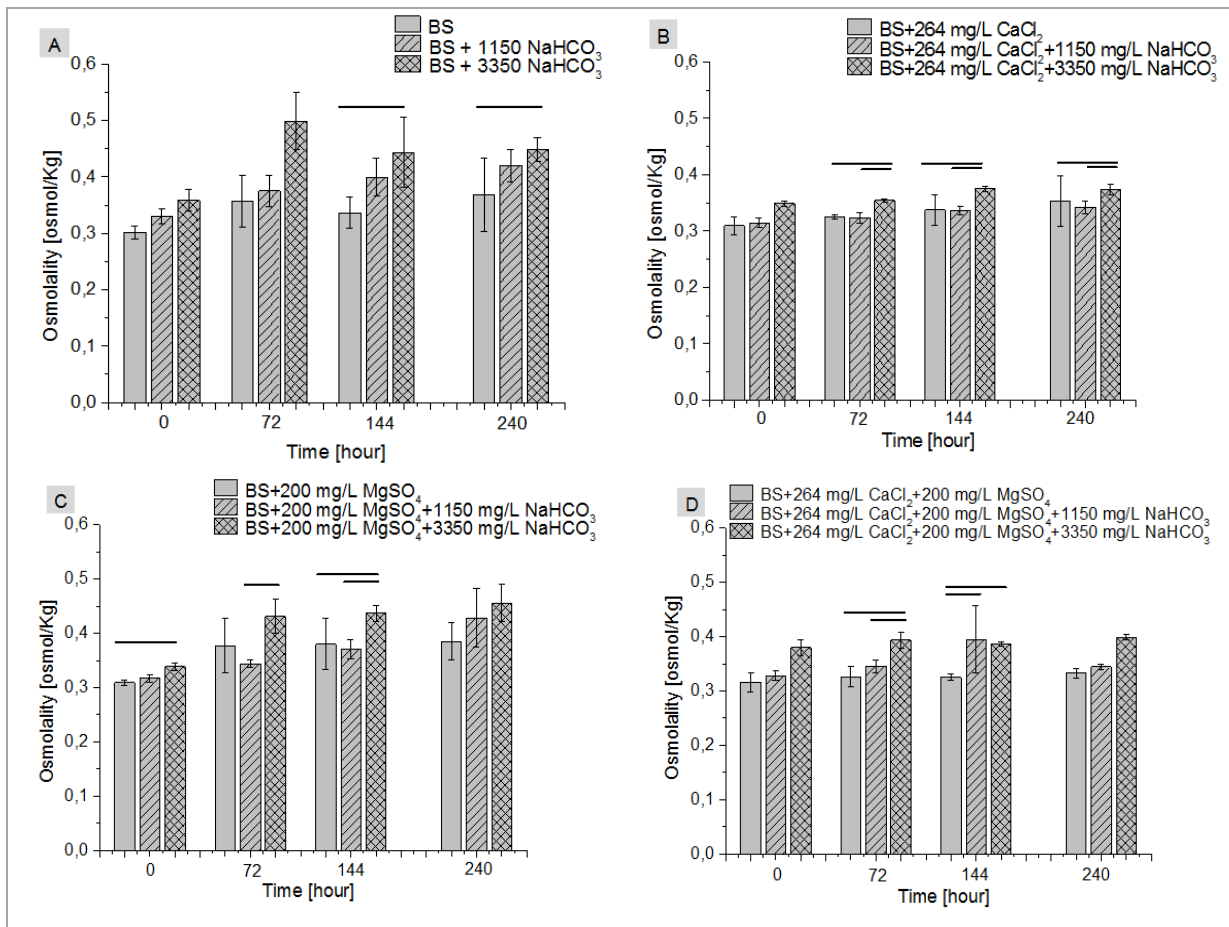 A
BS
BS + 1150 NaHCO₃
BS + 3350 NaHCO₃
0,6
0,5
0,4
0,3
0,2
0,1
0,0
Osmolality [osmol/Kg]
0 72 144 240
Time [hour]
B
BS+264 mg/L CaCl₂
BS+264 mg/L CaCl₂+1150 mg/L NaHCO₃
BS+264 mg/L CaCl₂+3350 mg/L NaHCO₃
0,6
0,5
0,4
0,3
0,2
0,1
0,0
Osmolality [osmol/Kg]
0 72 144 240
Time [hour]
C
BS+200 mg/L MgSO₄
BS+200 mg/L MgSO₄+1150 mg/L NaHCO₃
BS+200 mg/L MgSO₄+3350 mg/L NaHCO₃
0,6
0,5
0,4
0,3
0,2
0,1
0,0
Osmolality [osmol/Kg]
0 72 144 240
Time [hour]
D
BS+264 mg/L CaCl₂+200 mg/L MgSO₄
BS+264 mg/L CaCl₂+200 mg/L MgSO₄+1150 mg/L NaHCO₃
BS+264 mg/L CaCl₂+200 mg/L MgSO₄+3350 mg/L NaHCO₃
0,6
0,5
0,4
0,3
0,2
0,1
0,0
Osmolality [osmol/Kg]
0 72 144 240
Time [hour]